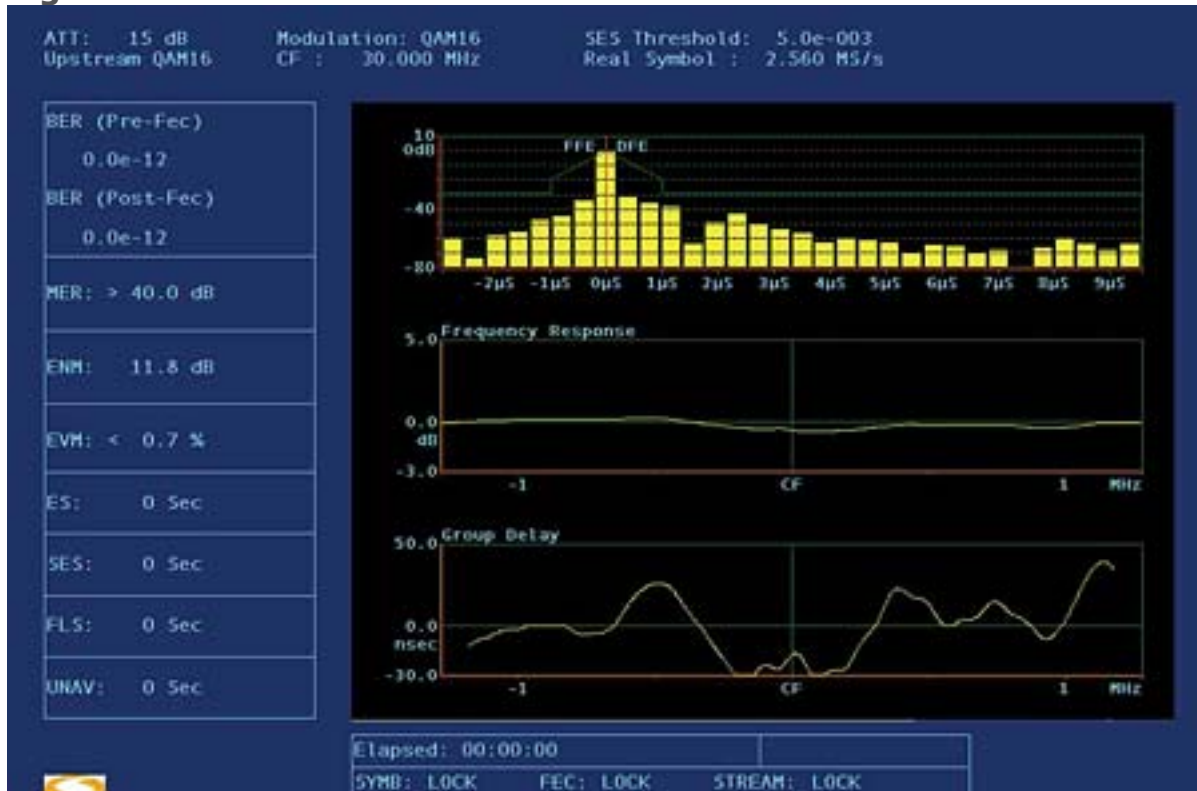 ATT: 15 dB Modulation: QAM16 SES Threshold: 5.0e-003
Upstream QAM16 CF : 30.000 MHz Real Symbol : 2.560 MS/s
BER (Pre-Fec)
0.0e-12
BER (Post-Fec)
0.0e-12
MER: > 40.0 dB
ENM: 11.8 dB
EVM: < 0.7 %
ES: 0 Sec
SES: 0 Sec
FLS: 0 Sec
UNAV: 0 Sec
10
0dB
FFE DFE
-40
-80
-2µS -1µS 0µS 1µS 2µS 3µS 4µS 5µS 6µS 7µS 8µS 9µS
Frequency Response
5.0
0.0
dB
-3.0
-1 CF 1 MHz
Group Delay
50.0
0.0
nsec
-30.0
-1 CF 1 MHz
Elapsed: 00:00:00
SYMB: LOCK FEC: LOCK STREAM: LOCK